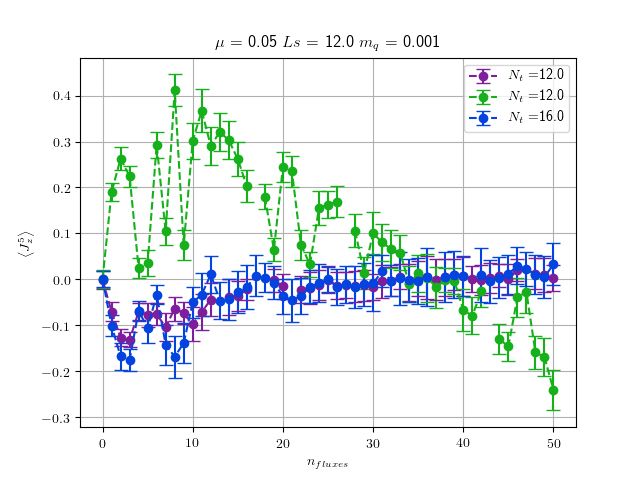 μ = 0.05 Ls = 12.0 m_q = 0.001
N_t =12.0
N_t =12.0
N_t =16.0
0.4
0.3
0.2
0.1
0.0
−0.1
−0.2
−0.3
⟨J_z^5⟩
0 10 20 30 40 50
n_fluxes